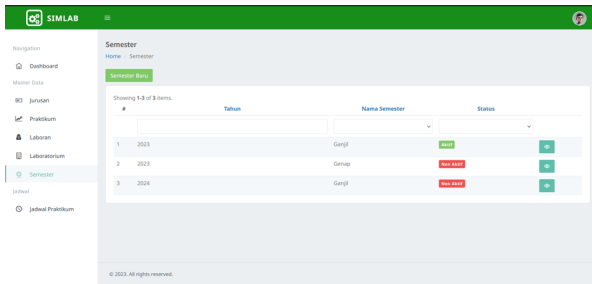 SIMLAB
Navigation
Dashboard
Master Data
Jurusan
Praktikum
Laboran
Laboratorium
Semester
Jadwal
Jadwal Praktikum
Semester
Home / Semester
Semester Baru
Showing 1-3 of 3 items.
# Tahun Nama Semester Status
1 2023 Ganjil Aktif
2 2023 Genap Non Aktif
3 2024 Ganjil Non Aktif
© 2023. All rights reserved.